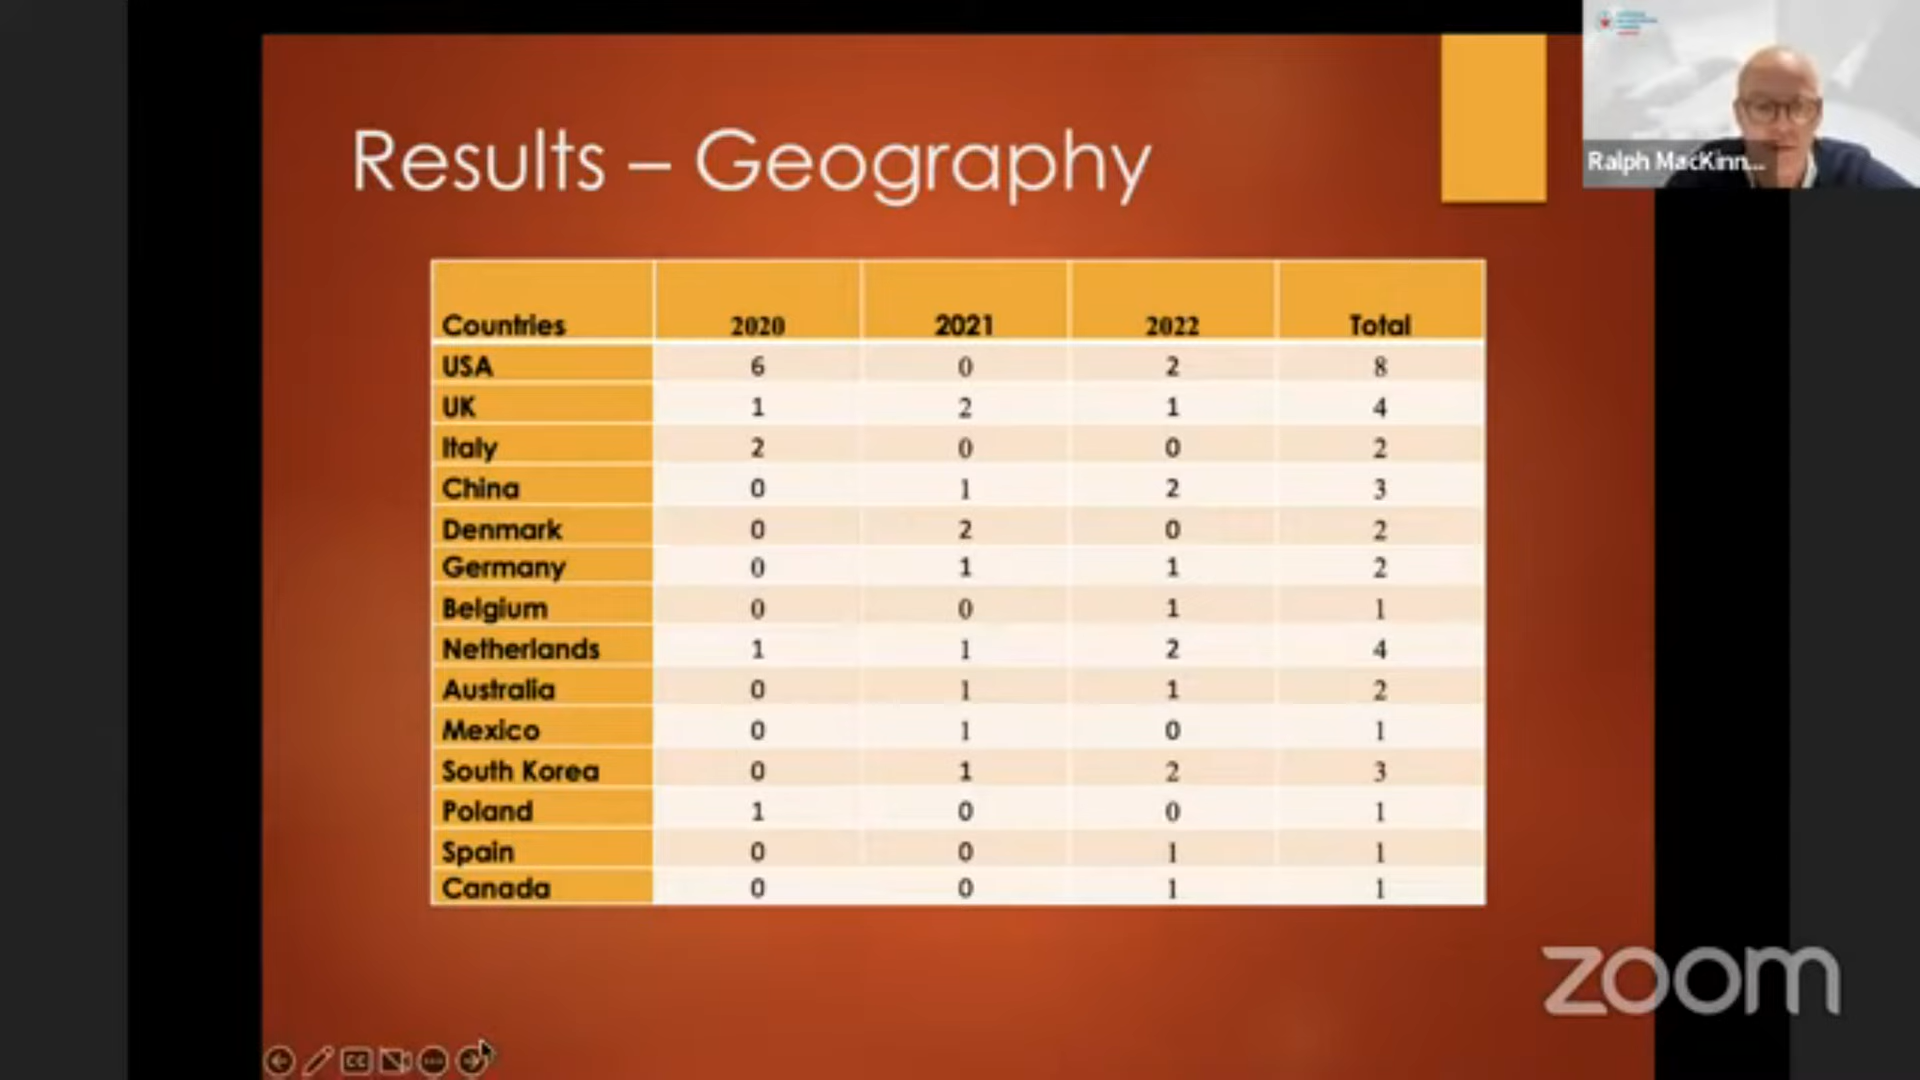 Results – Geography
Ralph MacKinn...
Countries 2020 2021 2022 Total
USA 6 0 2 8
UK 1 2 1 4
Italy 2 0 0 2
China 0 1 2 3
Denmark 0 2 0 2
Germany 0 1 1 2
Belgium 0 0 1 1
Netherlands 1 1 2 4
Australia 0 1 1 2
Mexico 0 1 0 1
South Korea 0 1 2 3
Poland 1 0 0 1
Spain 0 0 1 1
Canada 0 0 1 1
zoom
CC